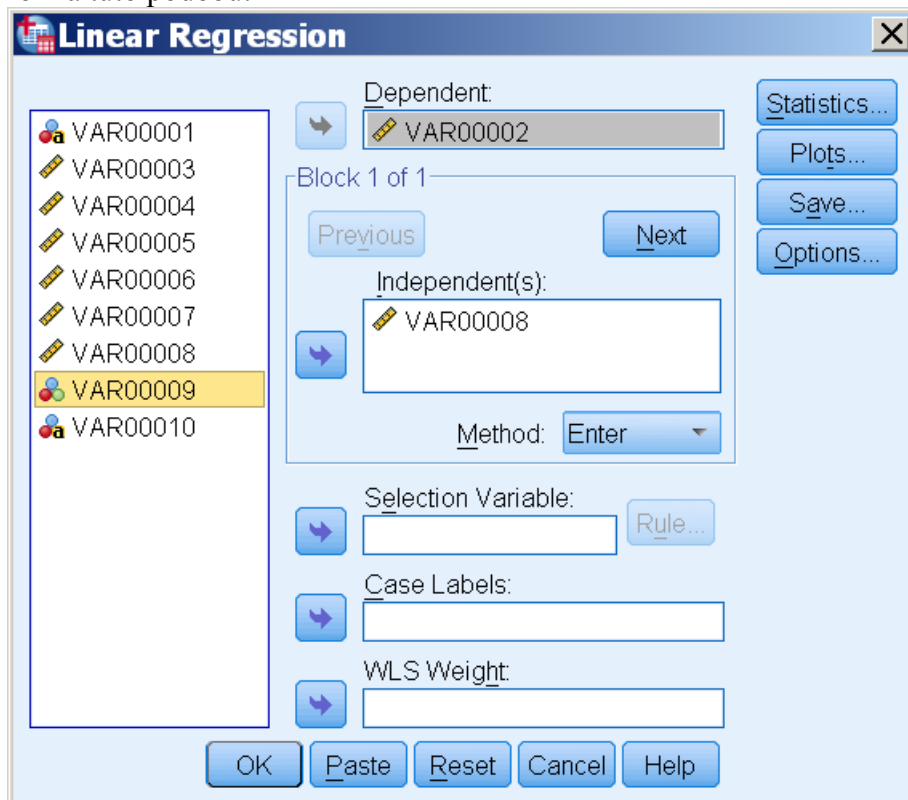 Linear Regression
VAR00001
VAR00003
VAR00004
VAR00005
VAR00006
VAR00007
VAR00008
VAR00009
VAR00010
Dependent:
VAR00002
Block 1 of 1
Previous
Next
Independent(s):
VAR00008
Method: Enter
Selection Variable:
Rule...
Case Labels:
WLS Weight:
Statistics...
Plots...
Save...
Options...
OK
Paste
Reset
Cancel
Help